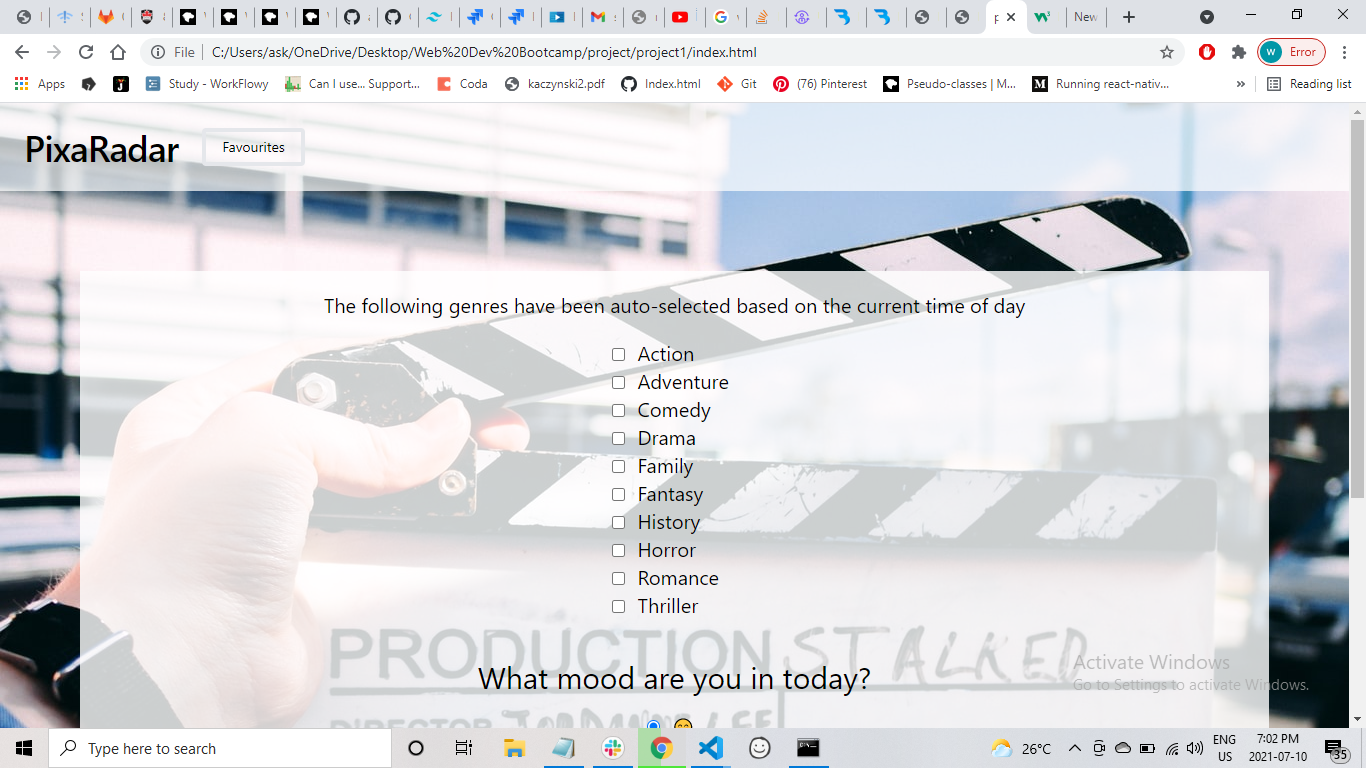 File
C:/Users/ask/OneDrive/Desktop/Web%20Dev%20Bootcamp/project/project1/index.html
Error
Apps
Study - WorkFlowy
Can I use... Support...
Coda
kaczynski2.pdf
Index.html
Git
(76) Pinterest
Pseudo-classes | M...
Running react-nativ...
»
Reading list
New
PixaRadar
Favourites
The following genres have been auto-selected based on the current time of day
Action
Adventure
Comedy
Drama
Family
Fantasy
History
Horror
Romance
Thriller
PRODUCTION STALKED
What mood are you in today?
Activate Windows
Go to Settings to activate Windows.
Type here to search
26°C
ENG
US
7:02 PM
2021-07-10
35